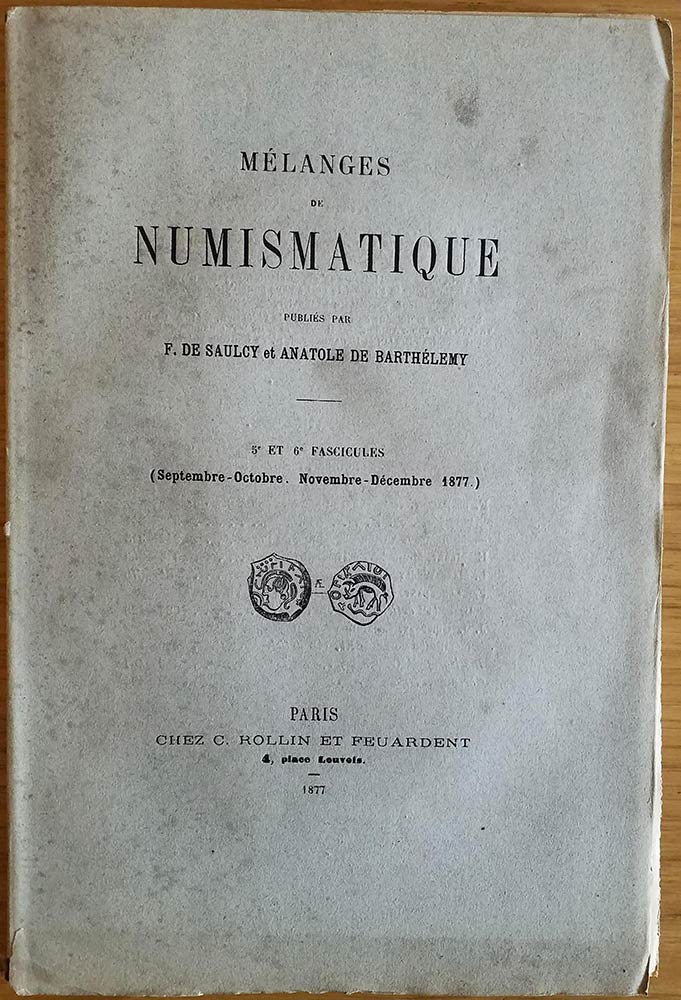 MÉLANGES
DE
NUMISMATIQUE
PUBLIÉS PAR
F. DE SAULCY et ANATOLE DE BARTHÉLEMY
5e ET 6e FASCICULES
(Septembre-Octobre. Novembre-Décembre 1877.)
Æ
PARIS
CHEZ C. ROLLIN ET FEUARDENT
4, place Louvois.
1877